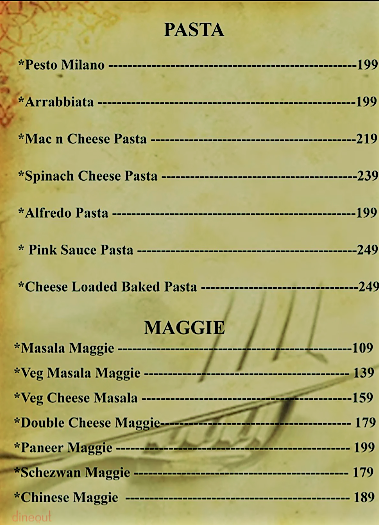 PASTA
*Pesto Milano -------------------------------------------------199
*Arrabbiata ---------------------------------------------------199
*Mac n Cheese Pasta -----------------------------------------219
*Spinach Cheese Pasta ---------------------------------------239
*Alfredo Pasta ------------------------------------------------199
* Pink Sauce Pasta --------------------------------------------249
*Cheese Loaded Baked Pasta -------------------------------249
MAGGIE
*Masala Maggie -----------------------------------------------109
*Veg Masala Maggie ----------------------------------------- 139
*Veg Cheese Masala ------------------------------------------159
*Double Cheese Maggie-------------------------------------- 179
*Paneer Maggie ----------------------------------------------- 199
*Schezwan Maggie ------------------------------------------- 179
*Chinese Maggie --------------------------------------------- 189
dineout